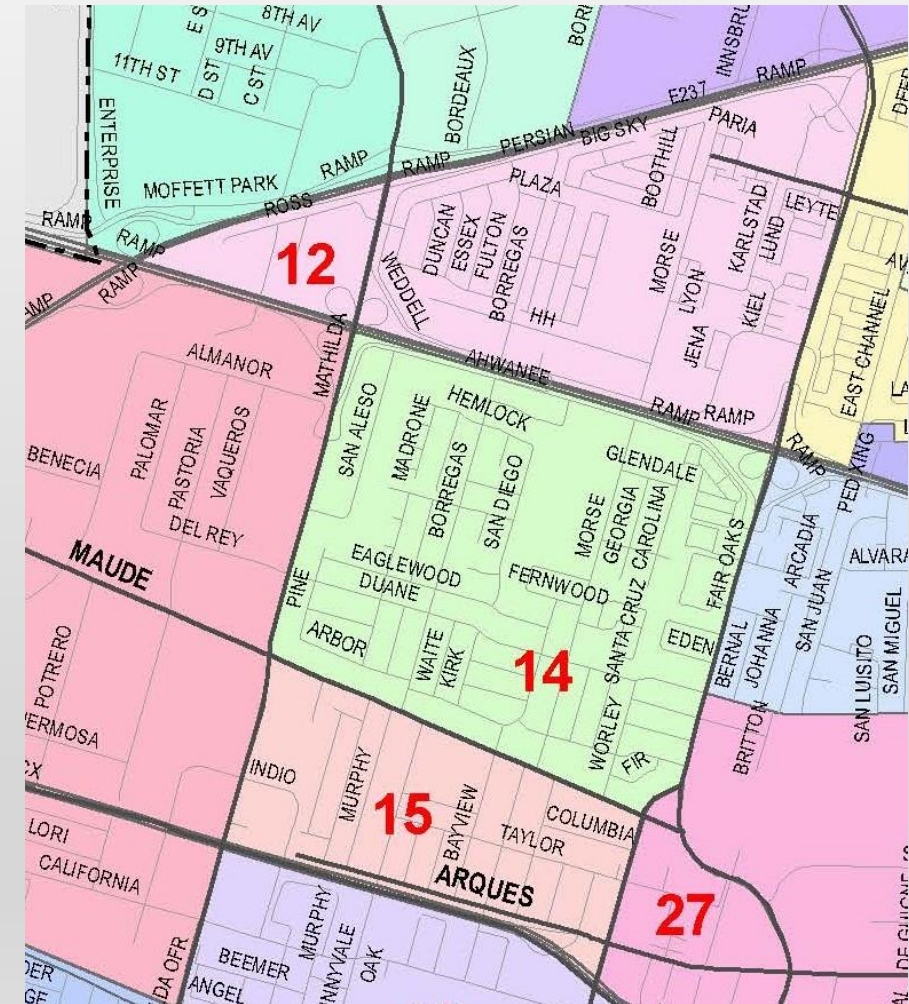 8TH AV
9TH AV
11TH ST
D ST
C ST
ENTERPRISE
BORDEAUX
RAMP
E237
PARIA
PERSIAN
BIG SKY
RAMP
RAMP
MOFFETT PARK
ROSS
PLAZA
BOOTHILL
RAMP
KARLSTAD
LEYTE
LUND
12
DUNCAN
ESSEX
FULTON
BORREGAS
WEDDELL
MORSE
LYON
RAMP
HH
JENA
KIEL
EAST CHANNEL
MATHILDA
ALMANOR
AHWANEE
RAMP
RAMP
RAMP
PED XING
HEMLOCK
SAN ALESO
MADRONE
BORREGAS
SAN DIEGO
GLENDALE
PALOMAR
PASTORIA
VAQUEROS
BENECIA
DEL REY
MORSE
GEORGIA
CAROLINA
FAIR OAKS
ARCADIA
MAUDE
PINE
EAGLEWOOD
DUANE
FERNWOOD
SANTA CRUZ
SAN JUAN
JOHANNA
BERNAL
EDEN
ARBOR
WAITE
KIRK
14
WORLEY
FIR
BRITTON
SAN LUISITO
SAN MIGUEL
POTRERO
INDIO
MURPHY
15
BAYVIEW
COLUMBIA
TAYLOR
LORI
CALIFORNIA
ARQUES
27
MURPHY
OAK
BEEMER
ANGEL